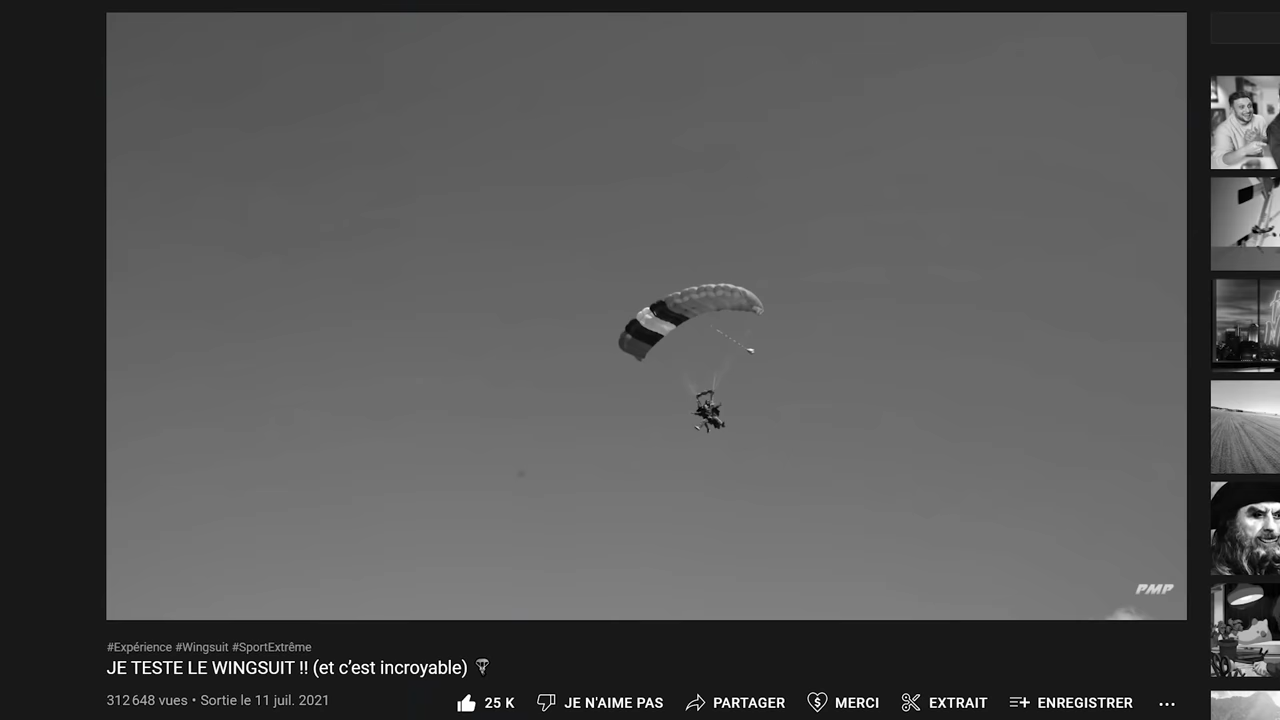 PMP
#Expérience #Wingsuit #SportExtrême
JE TESTE LE WINGSUIT !! (et c’est incroyable)
312 648 vues • Sortie le 11 juil. 2021
25 K
JE N'AIME PAS
PARTAGER
MERCI
EXTRAIT
ENREGISTRER